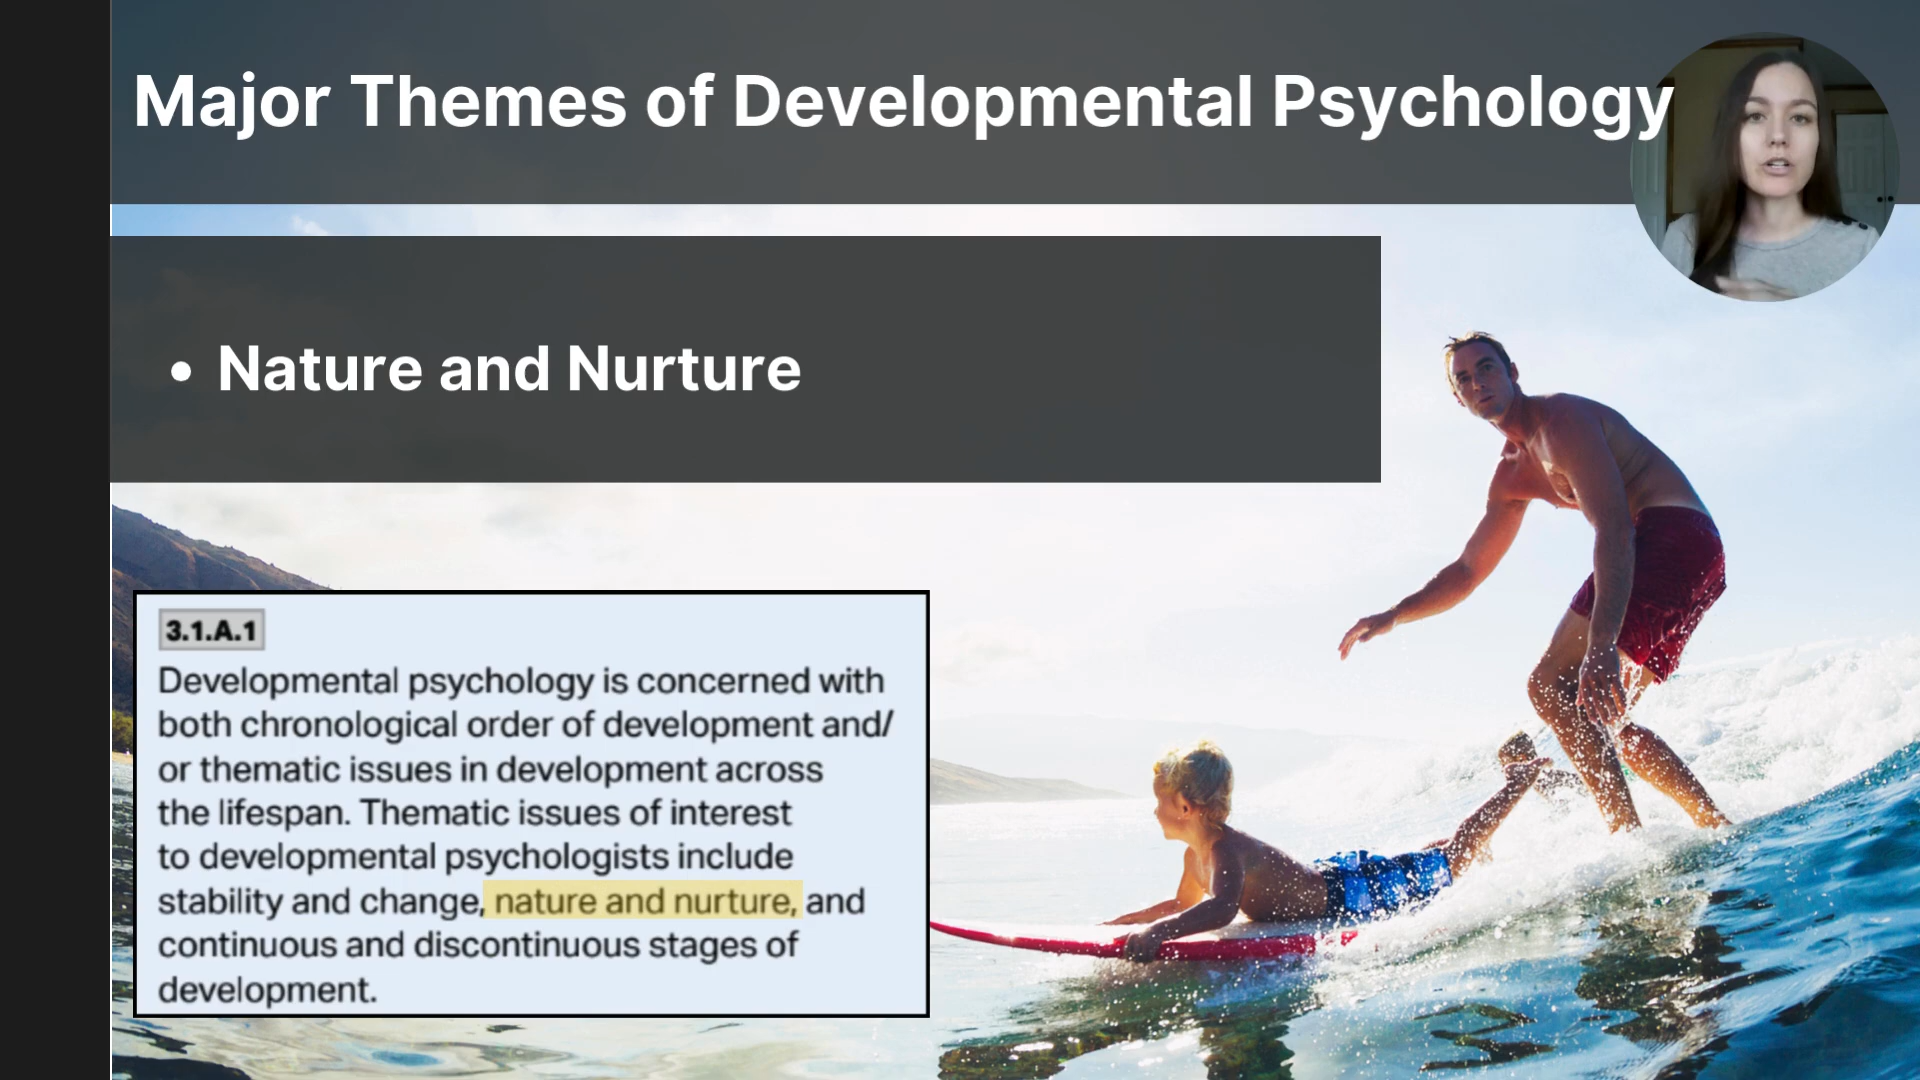 Major Themes of Developmental Psychology
• Nature and Nurture
3.1.A.1
Developmental psychology is concerned with
both chronological order of development and/
or thematic issues in development across
the lifespan. Thematic issues of interest
to developmental psychologists include
stability and change, nature and nurture, and
continuous and discontinuous stages of
development.